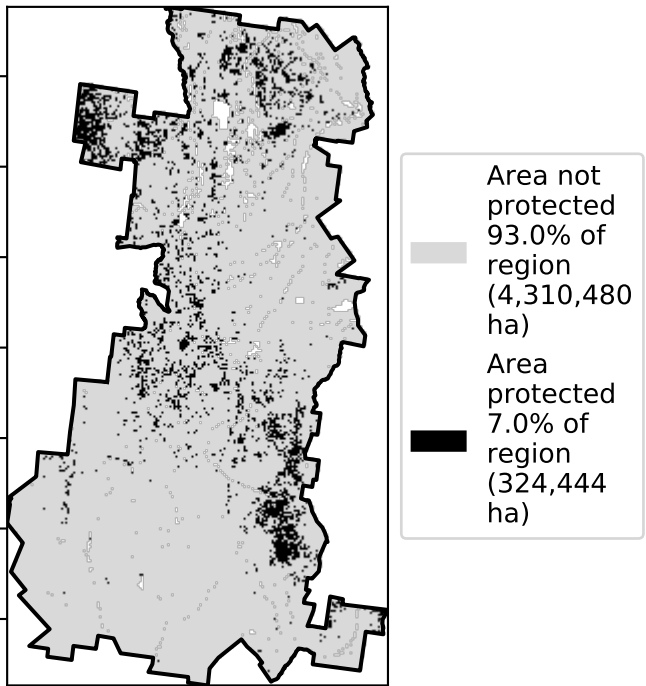 Area not
protected
93.0% of
region
(4,310,480
ha)
Area
protected
7.0% of
region
(324,444
ha)